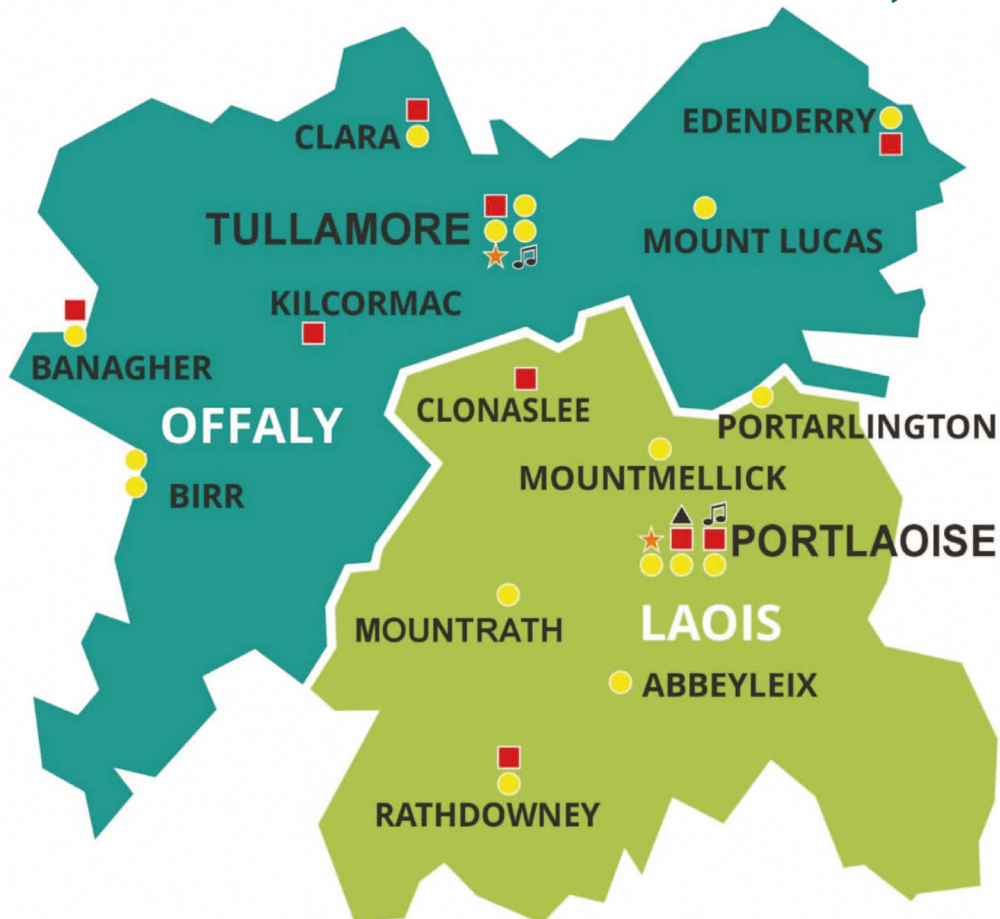 EDENDERRY
CLARA
TULLAMORE
MOUNT LUCAS
KILCORMAC
BANAGHER
CLONASLEE
OFFALY
PORTARLINGTON
MOUNTMELLICK
BIRR
PORTLAOISE
MOUNTRATH
LAOIS
ABBEYLEIX
RATHDOWNEY